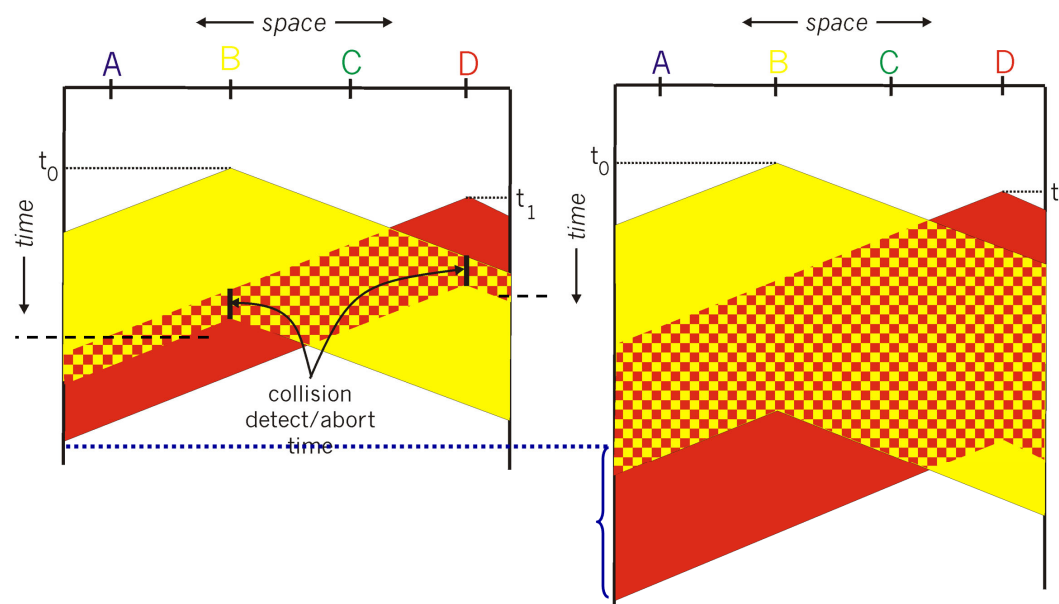 space
A B C D
t0
t1
time
collision
detect/abort
time
space
A B C D
t0
t
time